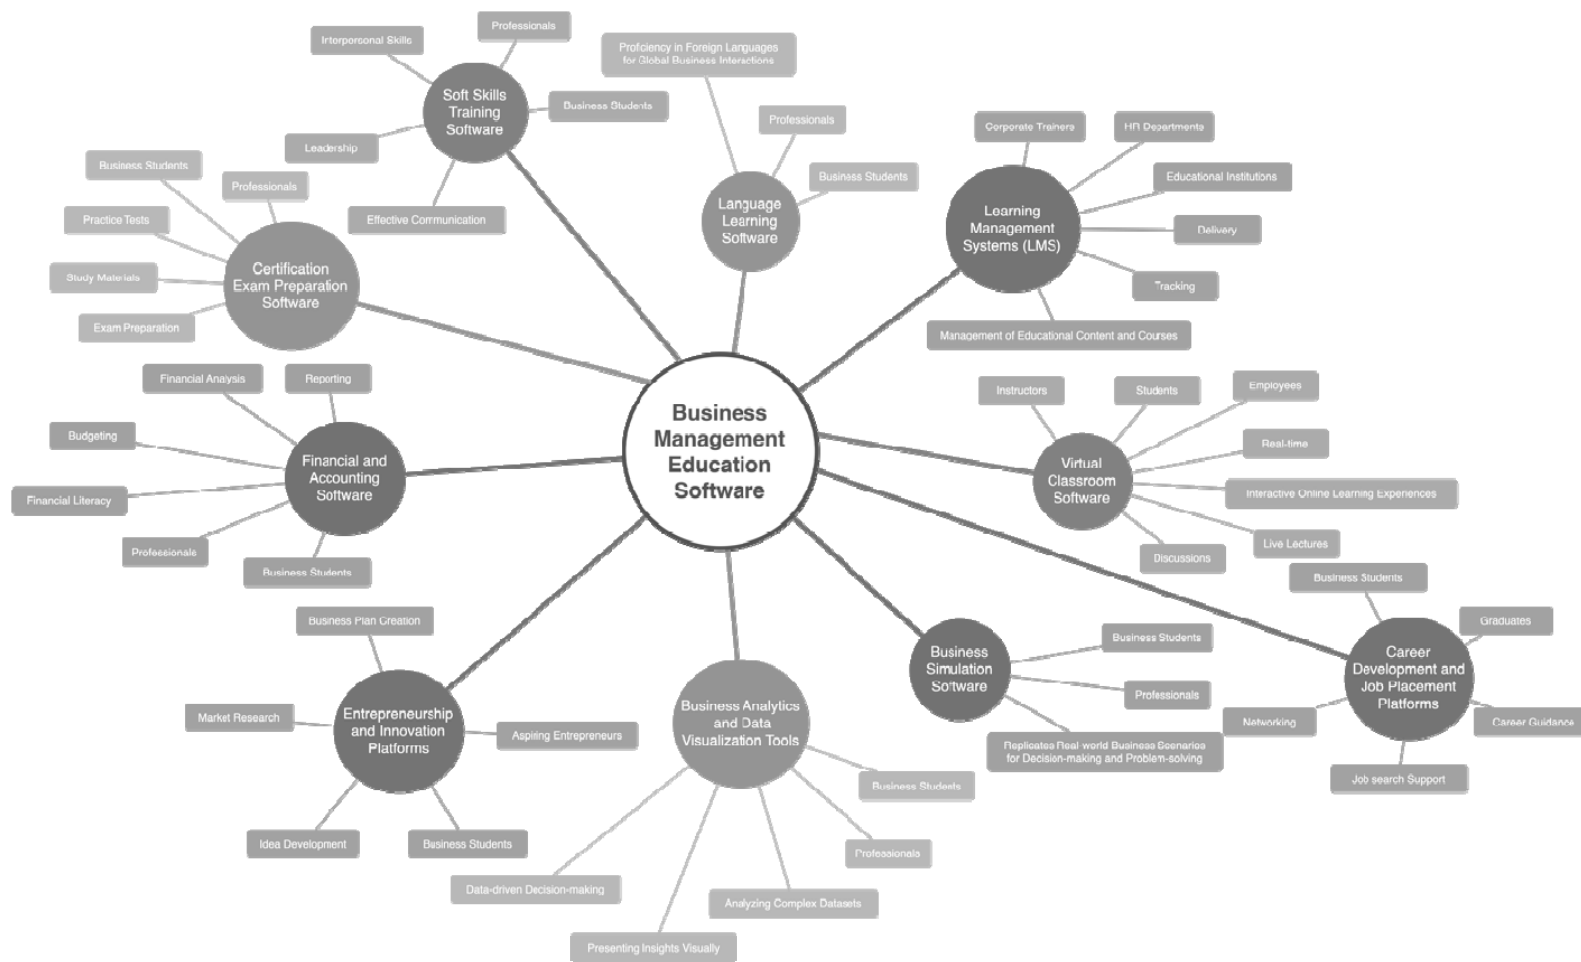 Business
Management
Education
Software
Soft Skills
Training
Software
Interpersonal Skills
Professionals
Business Students
Leadership
Effective Communication
Language
Learning
Software
Proficiency in Foreign Languages
for Global Business Interactions
Professionals
Business Students
Learning
Management
Systems (LMS)
Corporate Trainers
HR Departments
Educational Institutions
Delivery
Tracking
Management of Educational Content and Courses
Certification
Exam Preparation
Software
Business Students
Professionals
Practice Tests
Study Materials
Exam Preparation
Virtual
Classroom
Software
Instructors
Students
Employees
Real-time
Interactive Online Learning Experiences
Live Lectures
Discussions
Financial and
Accounting
Software
Financial Analysis
Reporting
Budgeting
Financial Literacy
Professionals
Business Students
Career
Development and
Job Placement
Platforms
Business Students
Graduates
Networking
Career Guidance
Job search Support
Business
Simulation
Software
Business Students
Professionals
Replicates Real-world Business Scenarios
for Decision-making and Problem-solving
Entrepreneurship
and Innovation
Platforms
Business Plan Creation
Market Research
Aspiring Entrepreneurs
Idea Development
Business Students
Business Analytics
and Data
Visualization Tools
Business Students
Professionals
Data-driven Decision-making
Analyzing Complex Datasets
Presenting Insights Visually